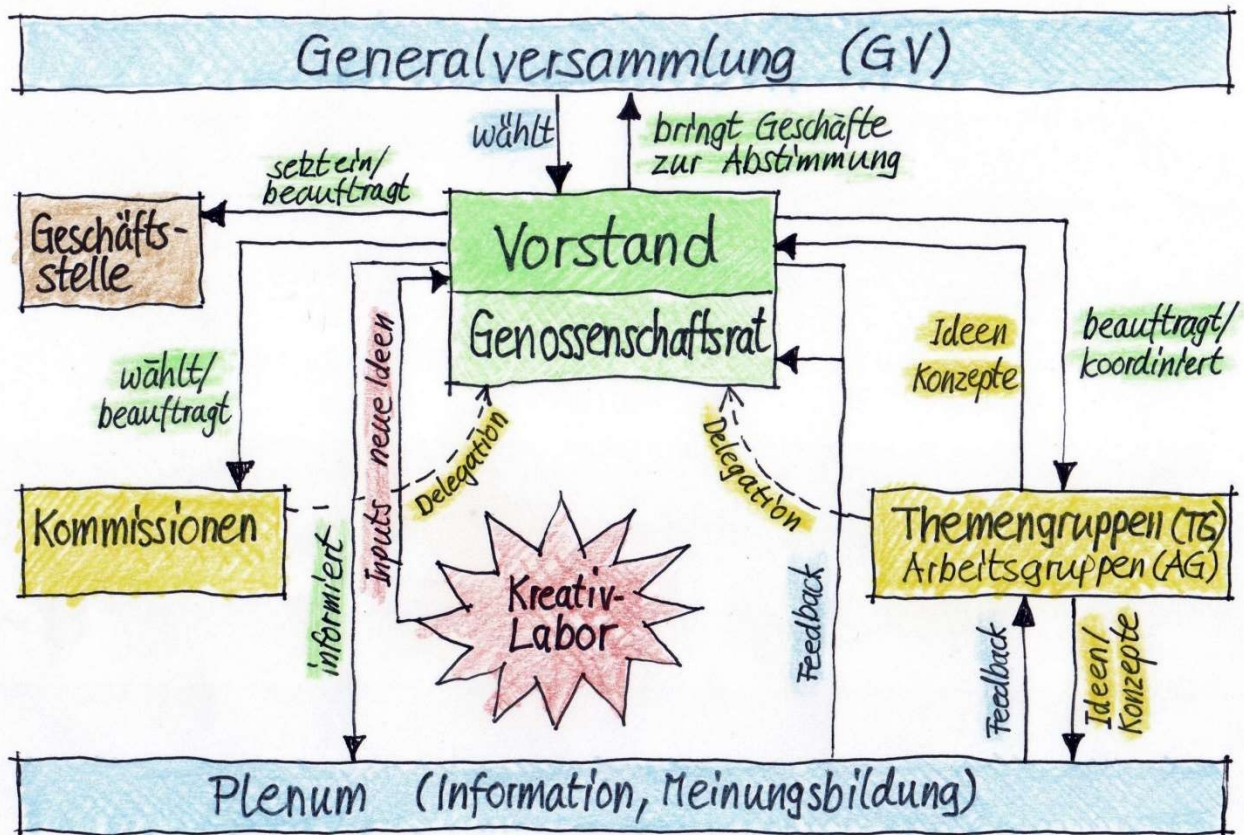 Generalversammlung (GV)
wählt
bringt Geschäfte
zur Abstimmung
setzt ein/
beauftragt
Geschäfts-
stelle
Vorstand
Genossenschaftsrat
Ideen
Konzepte
beauftragt/
koordiniert
wählt/
beauftragt
Inputs neue Ideen
Delegation
Delegation
Kommissionen
informiert
Kreativ-
Labor
Feedback
Themengruppen (TG)
Arbeitsgruppen (AG)
Feedback
Ideen/
Konzepte
Plenum (Information, Meinungsbildung)